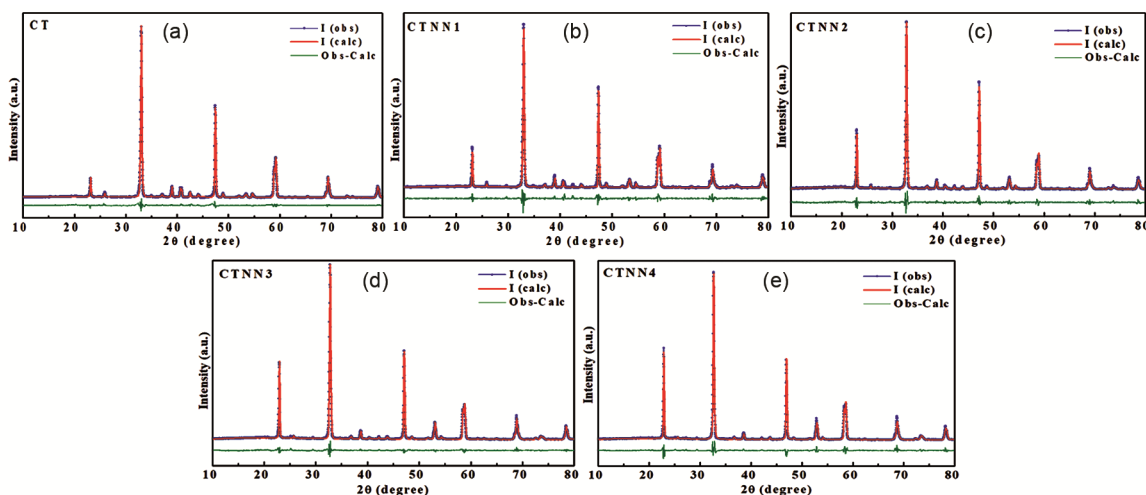 CT
(a)
I (obs)
I (calc)
Obs-Calc
Intensity (a.u.)
10 20 30 40 50 60 70 80
2θ (degree)
CTNN1
(b)
I (obs)
I (calc)
Obs-Calc
Intensity (a.u.)
10 20 30 40 50 60 70 80
2θ (degree)
CTNN2
(c)
I (obs)
I (calc)
Obs-Calc
Intensity (a.u.)
10 20 30 40 50 60 70 80
2θ (degree)
CTNN3
(d)
I (obs)
I (calc)
Obs-Calc
Intensity (a.u.)
10 20 30 40 50 60 70 80
2θ (degree)
CTNN4
(e)
I (obs)
I (calc)
Obs-Calc
Intensity (a.u.)
10 20 30 40 50 60 70 80
2θ (degree)